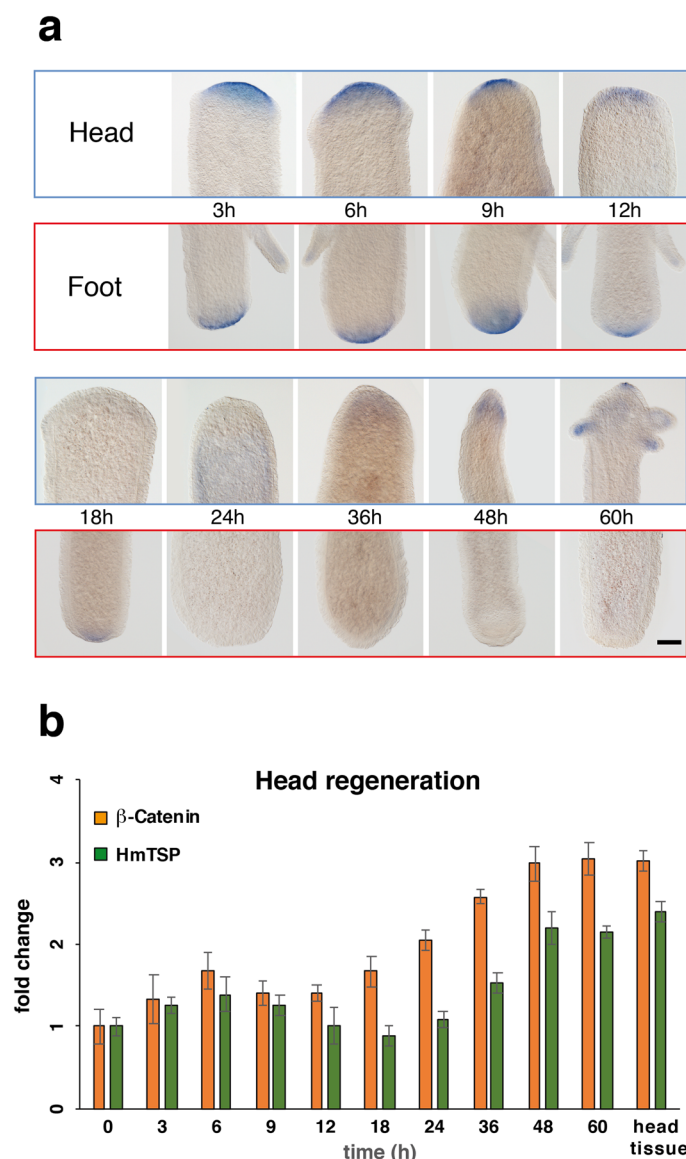 a
Head
3h 6h 9h 12h
Foot
18h 24h 36h 48h 60h
b
Head regeneration
β-Catenin
HmTSP
fold change
4
3
2
1
0
0 3 6 9 12 18 24 36 48 60 head
tissue
time (h)